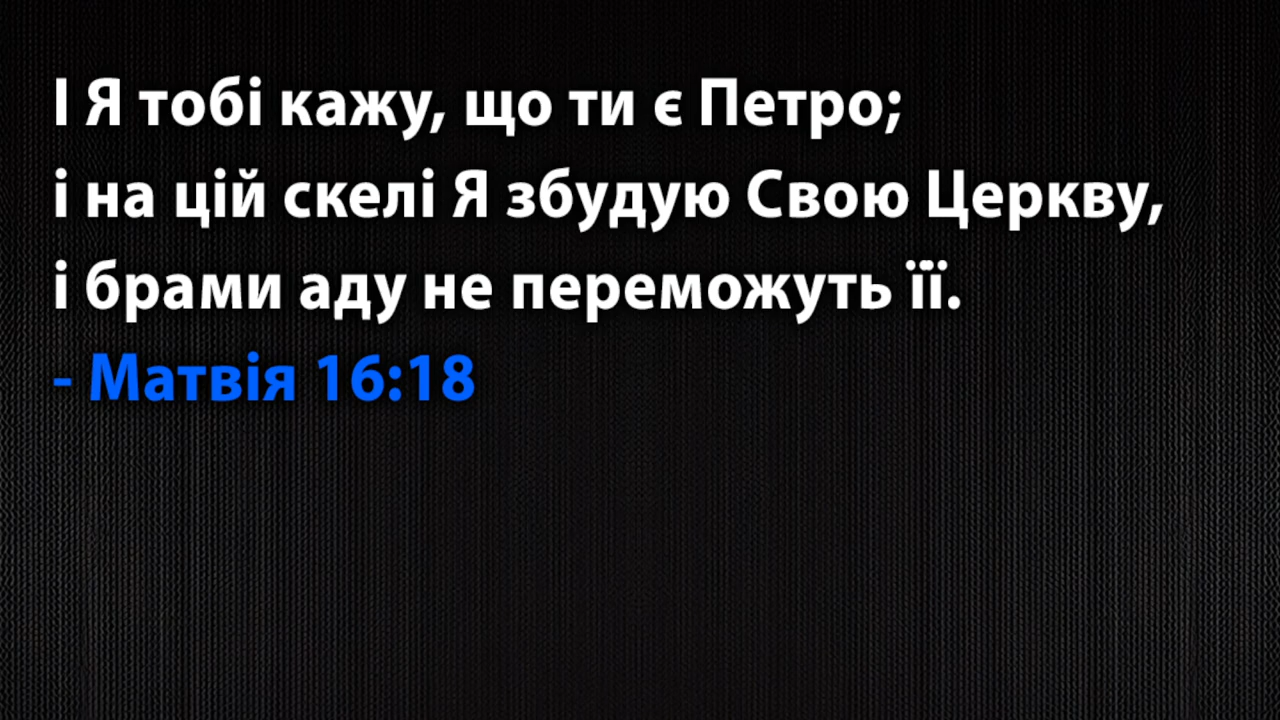 І Я тобі кажу, що ти є Петро;
і на цій скелі Я збудую Свою Церкву,
і брами аду не переможуть її.
- Матвія 16:18